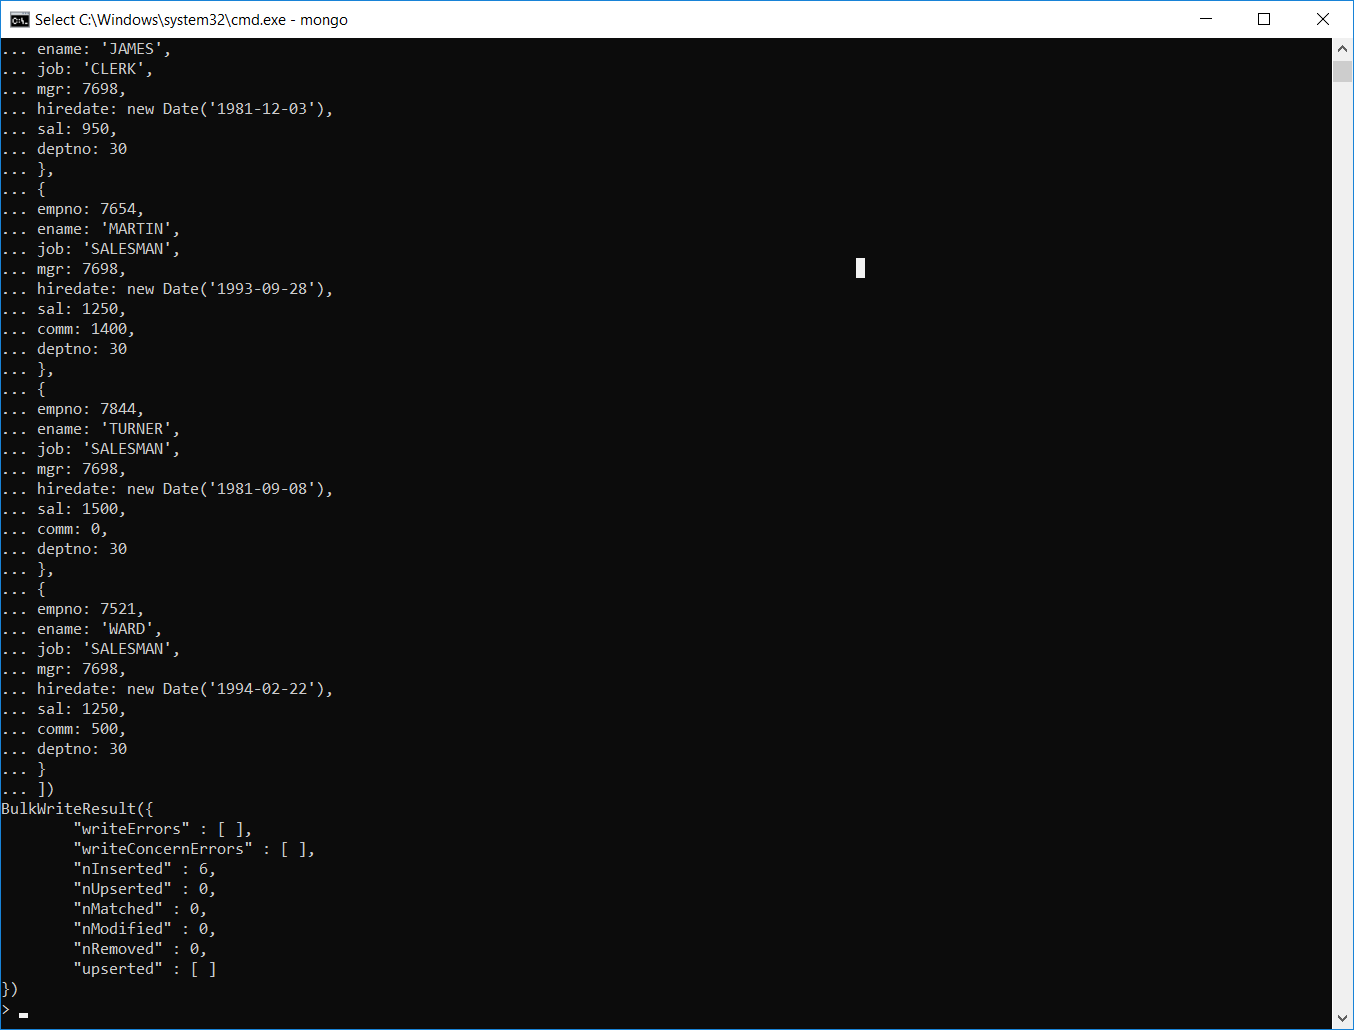 Select C:\Windows\system32\cmd.exe - mongo
... ename: 'JAMES',
... job: 'CLERK',
... mgr: 7698,
... hiredate: new Date('1981-12-03'),
... sal: 950,
... deptno: 30
... },
... {
... empno: 7654,
... ename: 'MARTIN',
... job: 'SALESMAN',
... mgr: 7698,
... hiredate: new Date('1993-09-28'),
... sal: 1250,
... comm: 1400,
... deptno: 30
... },
... {
... empno: 7844,
... ename: 'TURNER',
... job: 'SALESMAN',
... mgr: 7698,
... hiredate: new Date('1981-09-08'),
... sal: 1500,
... comm: 0,
... deptno: 30
... },
... {
... empno: 7521,
... ename: 'WARD',
... job: 'SALESMAN',
... mgr: 7698,
... hiredate: new Date('1994-02-22'),
... sal: 1250,
... comm: 500,
... deptno: 30
... }
... ])
BulkWriteResult({
        "writeErrors" : [ ],
        "writeConcernErrors" : [ ],
        "nInserted" : 6,
        "nUpserted" : 0,
        "nMatched" : 0,
        "nModified" : 0,
        "nRemoved" : 0,
        "upserted" : [ ]
})
>